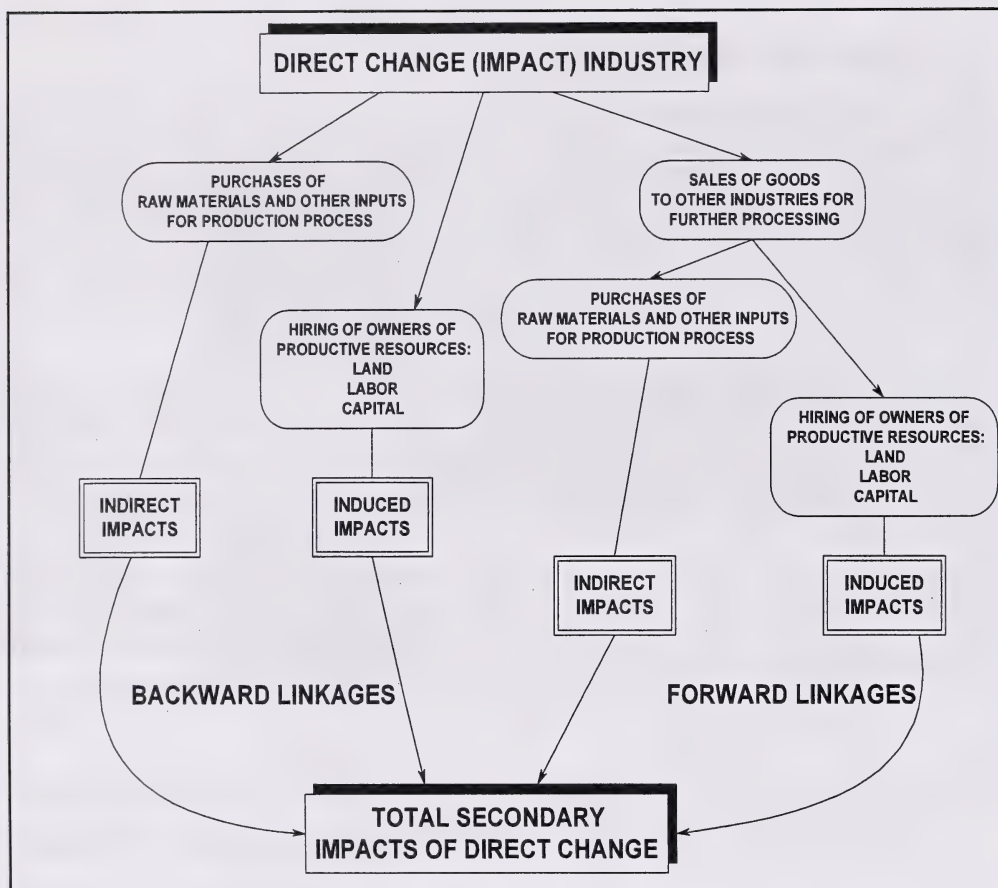 DIRECT CHANGE (IMPACT) INDUSTRY
PURCHASES OF
RAW MATERIALS AND OTHER INPUTS
FOR PRODUCTION PROCESS
SALES OF GOODS
TO OTHER INDUSTRIES FOR
FURTHER PROCESSING
HIRING OF OWNERS OF
PRODUCTIVE RESOURCES:
LAND
LABOR
CAPITAL
PURCHASES OF
RAW MATERIALS AND OTHER INPUTS
FOR PRODUCTION PROCESS
HIRING OF OWNERS OF
PRODUCTIVE RESOURCES:
LAND
LABOR
CAPITAL
INDIRECT
IMPACTS
INDUCED
IMPACTS
INDIRECT
IMPACTS
INDUCED
IMPACTS
BACKWARD LINKAGES
FORWARD LINKAGES
TOTAL SECONDARY
IMPACTS OF DIRECT CHANGE